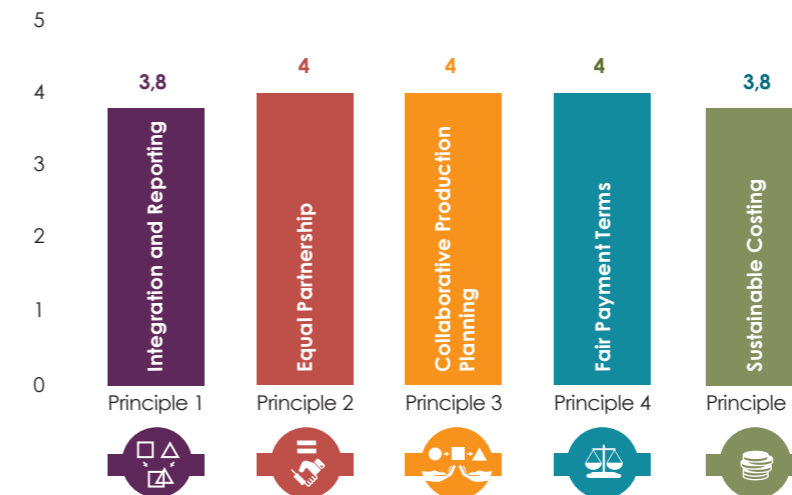 5
4
3
2
1
0
3,8
4
4
4
3,8
Integration and Reporting
Equal Partnership
Collaborative Production
Planning
Fair Payment Terms
Sustainable Costing
Principle 1
Principle 2
Principle 3
Principle 4
Principle